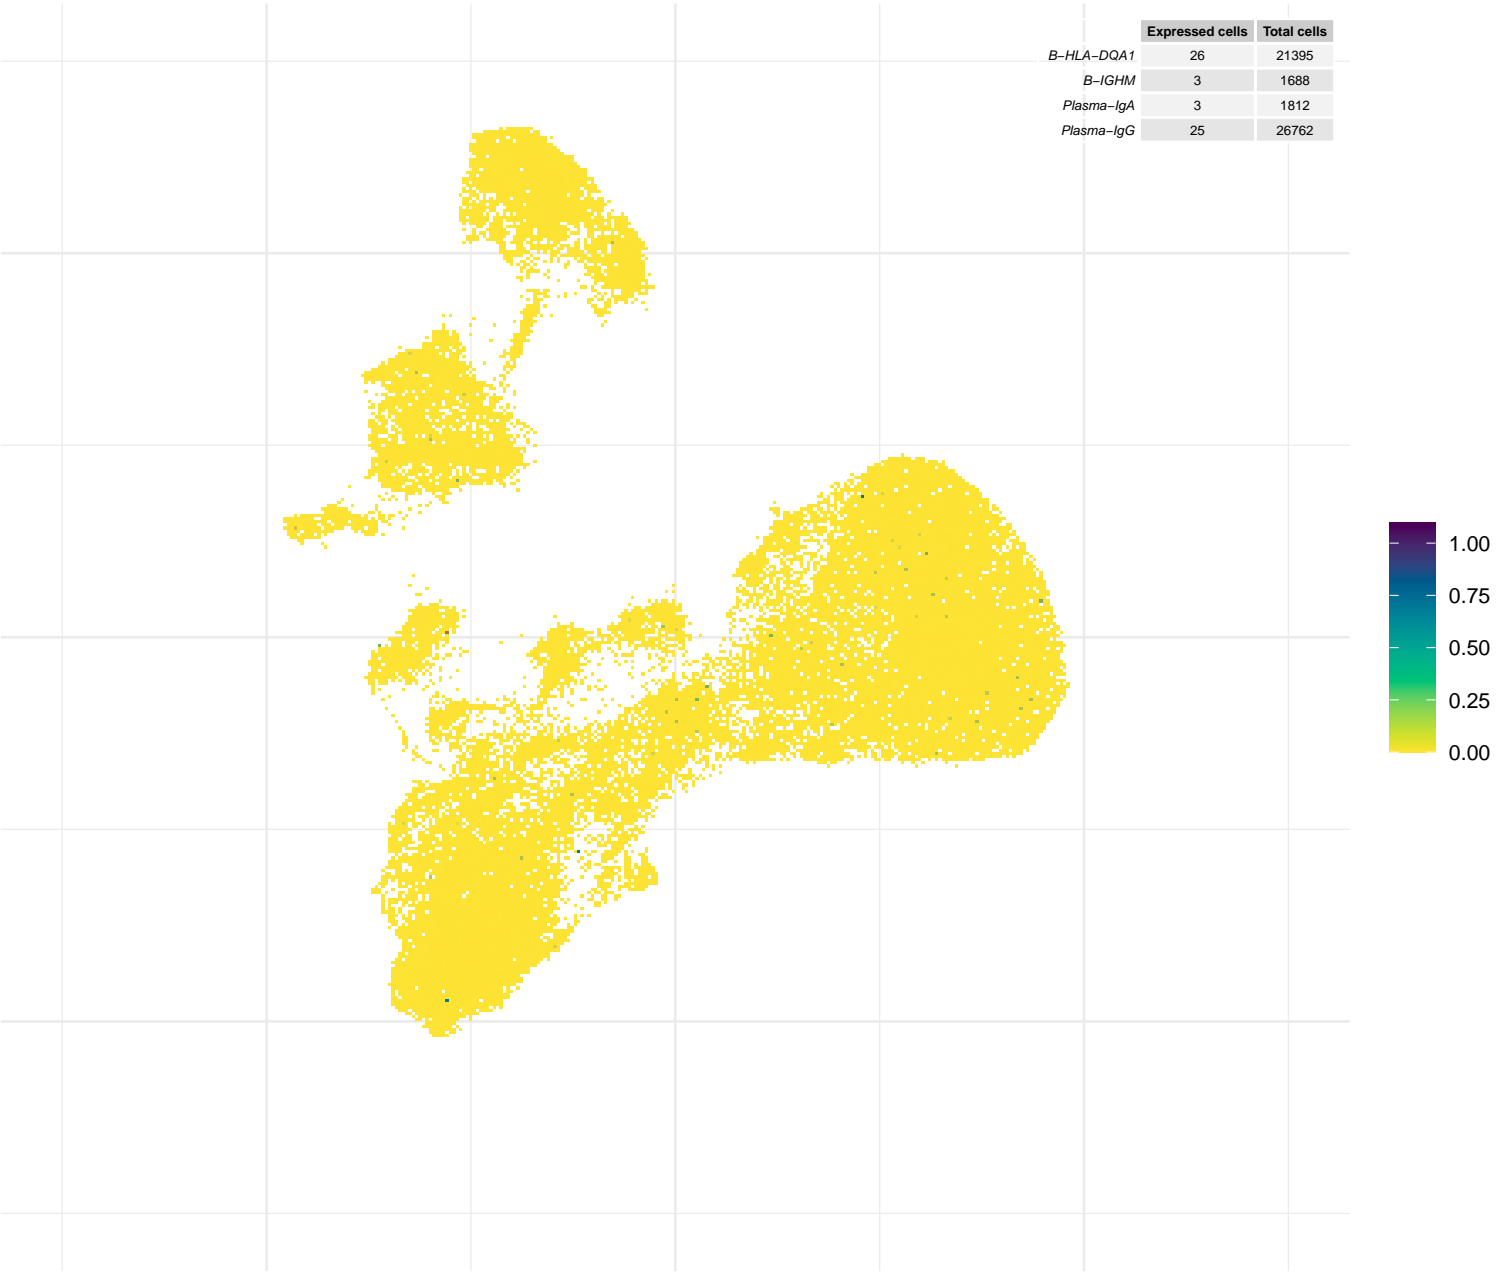 Expressed cells Total cells
B−HLA−DQA1 26 21395
B−IGHM 3 1688
Plasma−IgA 3 1812
Plasma−IgG 25 26762
1.00
0.75
0.50
0.25
0.00